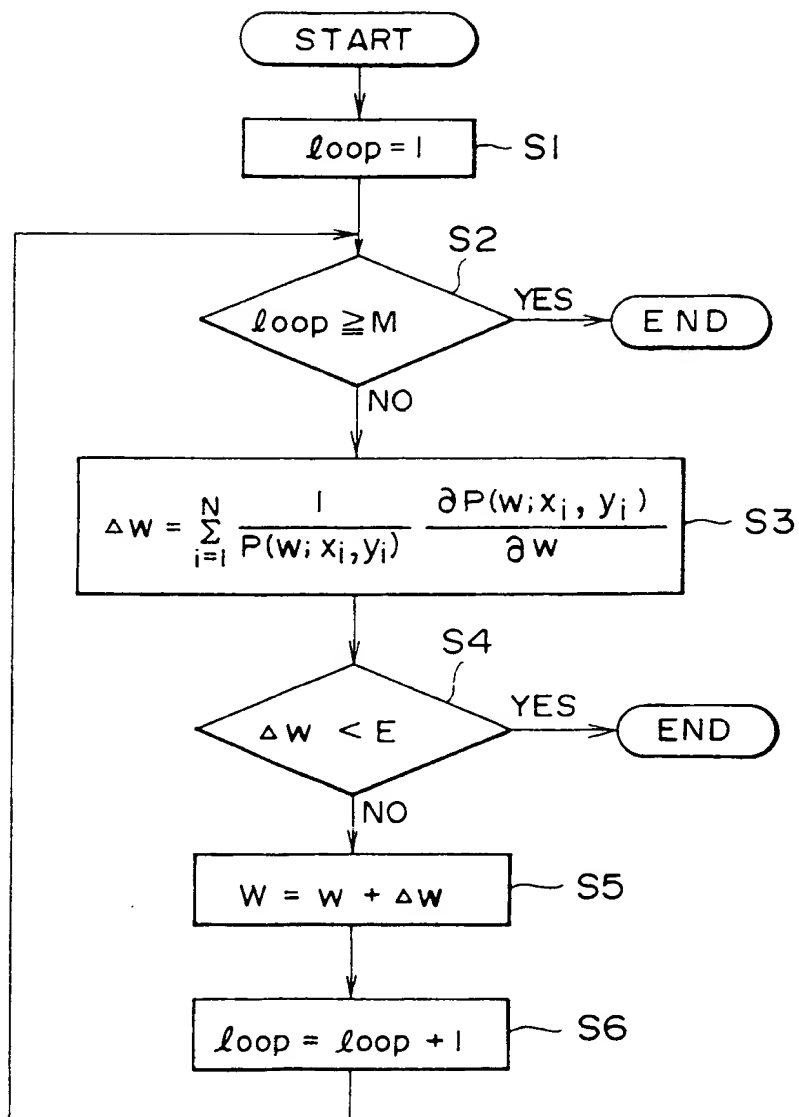 START
loop = 1
S1
S2
loop ≧ M
YES
END
NO
Δw = Σ_{i=1}^{N} 1/P(w; x_i, y_i) ∂P(w; x_i, y_i)/∂w
S3
S4
Δw < E
YES
END
NO
W = w + Δw
S5
loop = loop + 1
S6